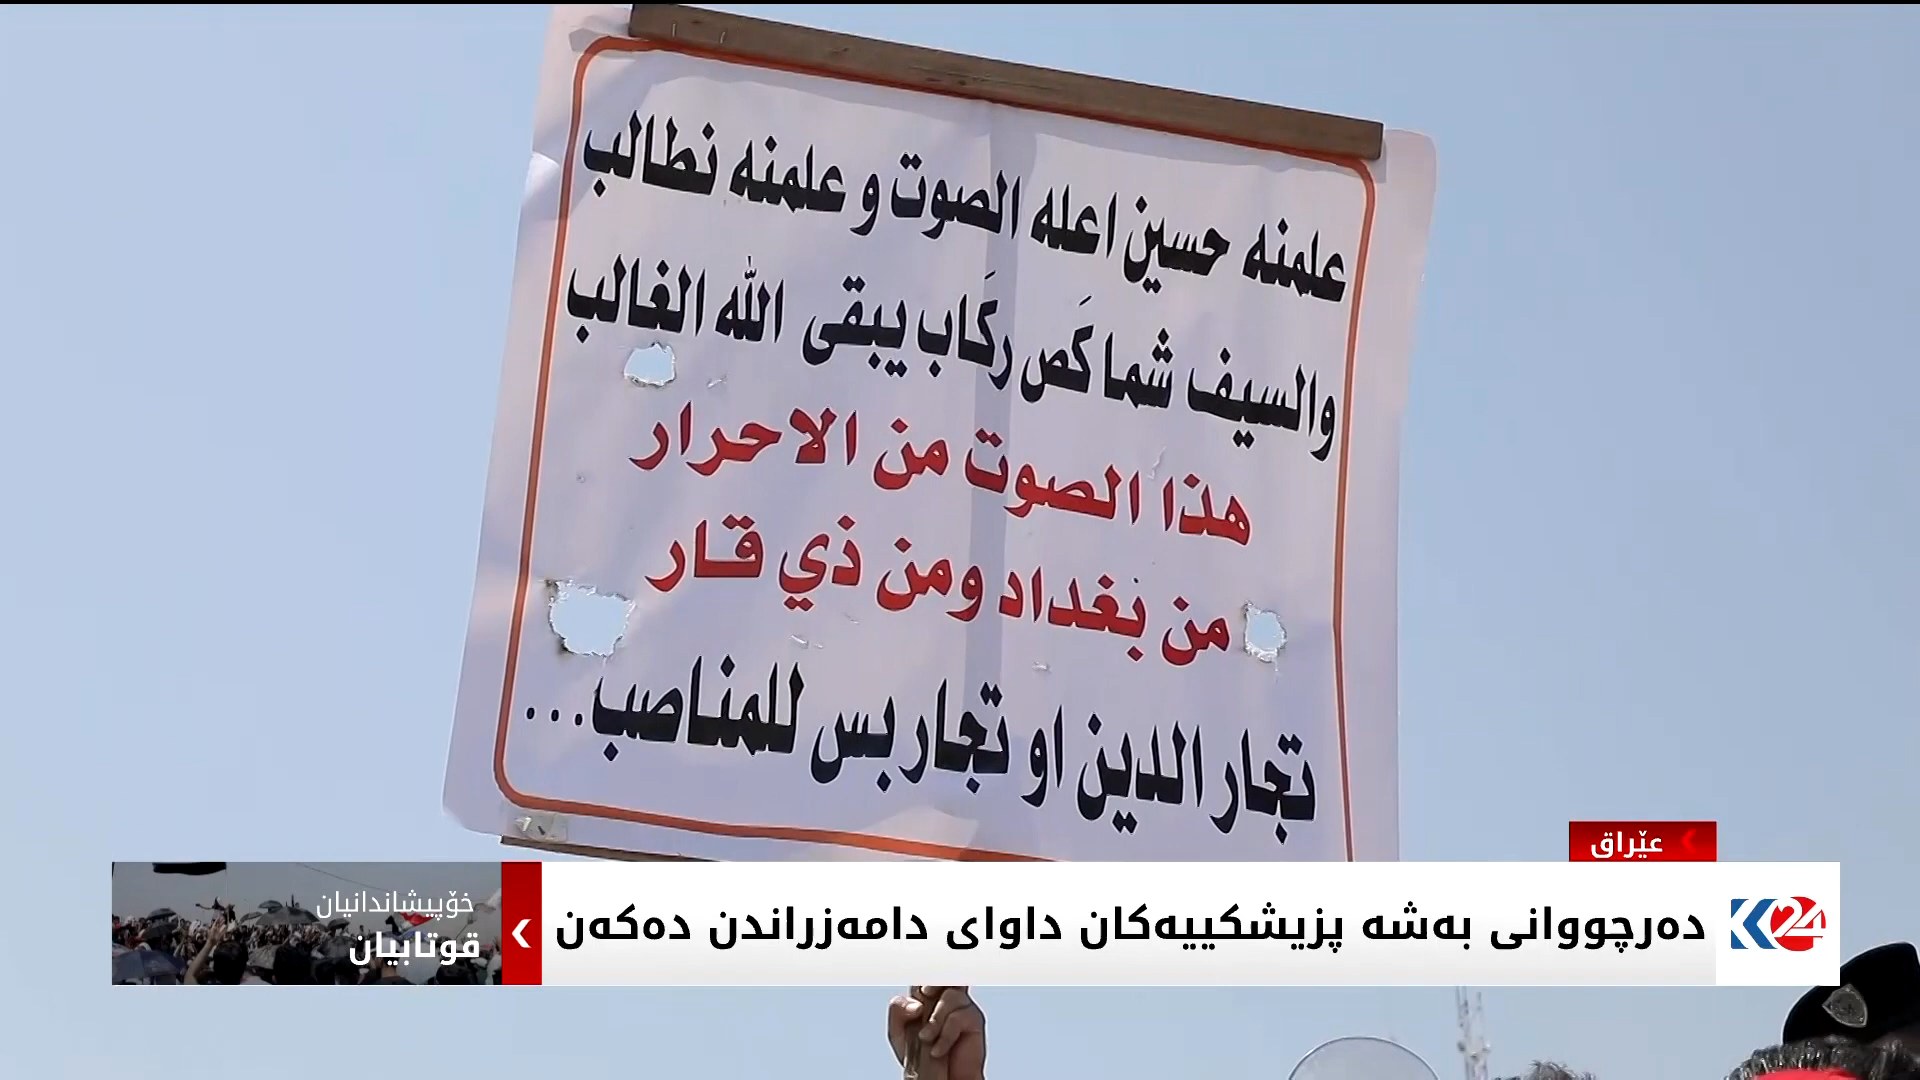 علمنه حسين اعله الصوت و علمنه نطالب
والسيف شما كَص ركَاب يبقى الله الغالب
هذا الصوت من الاحرار
من بغداد ومن ذي قار
تجار الدين او تجار بس للمناصب...
عێراق
دەرچووانی بەشە پزیشکییەکان داوای دامەزراندن دەکەن
خۆپیشاندانیان
قوتابیان
K24